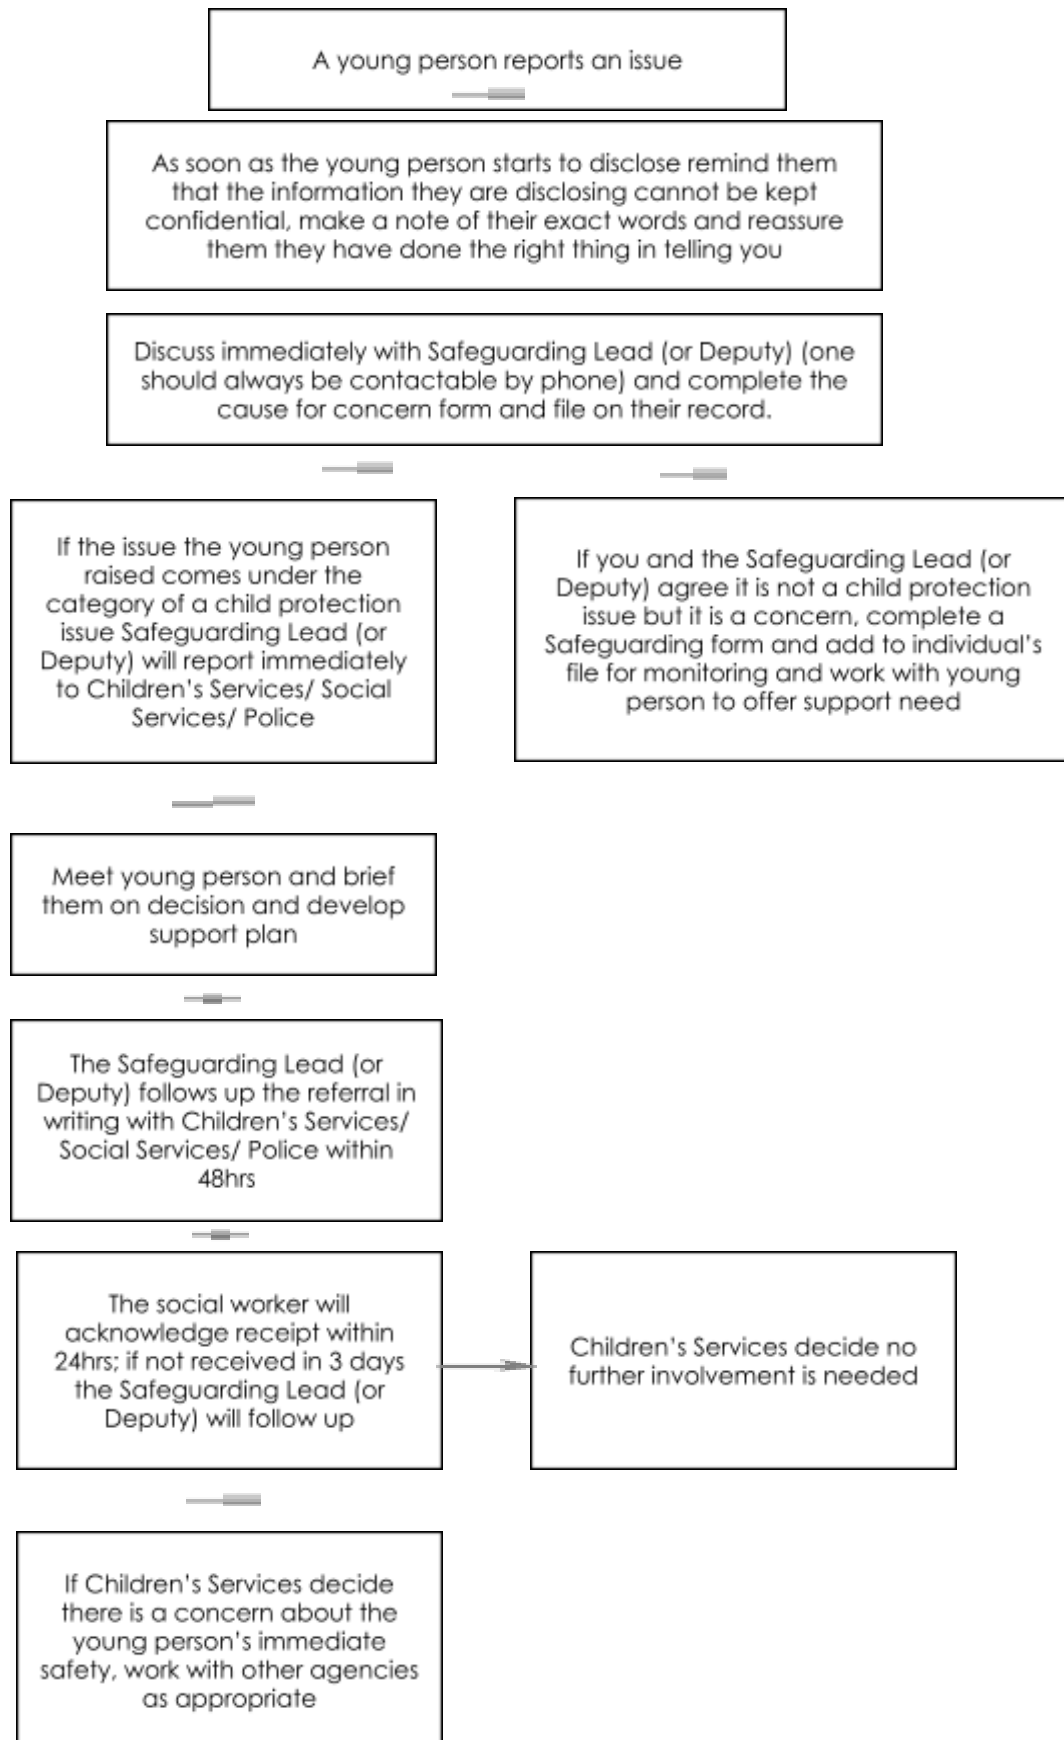 A young person reports an issue
As soon as the young person starts to disclose remind them
that the information they are disclosing cannot be kept
confidential, make a note of their exact words and reassure
them they have done the right thing in telling you
Discuss immediately with Safeguarding Lead (or Deputy) (one
should always be contactable by phone) and complete the
cause for concern form and file on their record.
If the issue the young person
raised comes under the
category of a child protection
issue Safeguarding Lead (or
Deputy) will report immediately
to Children's Services/ Social
Services/ Police
If you and the Safeguarding Lead (or
Deputy) agree it is not a child protection
issue but it is a concern, complete a
Safeguarding form and add to individual's
file for monitoring and work with young
person to offer support need
Meet young person and brief
them on decision and develop
support plan
The Safeguarding Lead (or
Deputy) follows up the referral in
writing with Children's Services/
Social Services/ Police within
48hrs
The social worker will
acknowledge receipt within
24hrs; if not received in 3 days
the Safeguarding Lead (or
Deputy) will follow up
Children's Services decide no
further involvement is needed
If Children's Services decide
there is a concern about the
young person's immediate
safety, work with other agencies
as appropriate